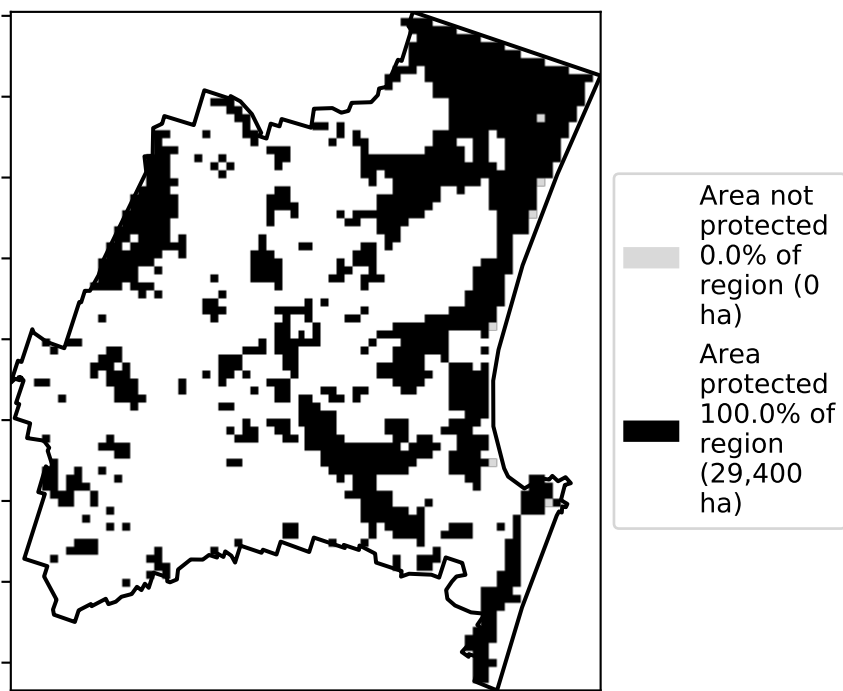 Area not
protected
0.0% of
region (0
ha)
Area
protected
100.0% of
region
(29,400
ha)